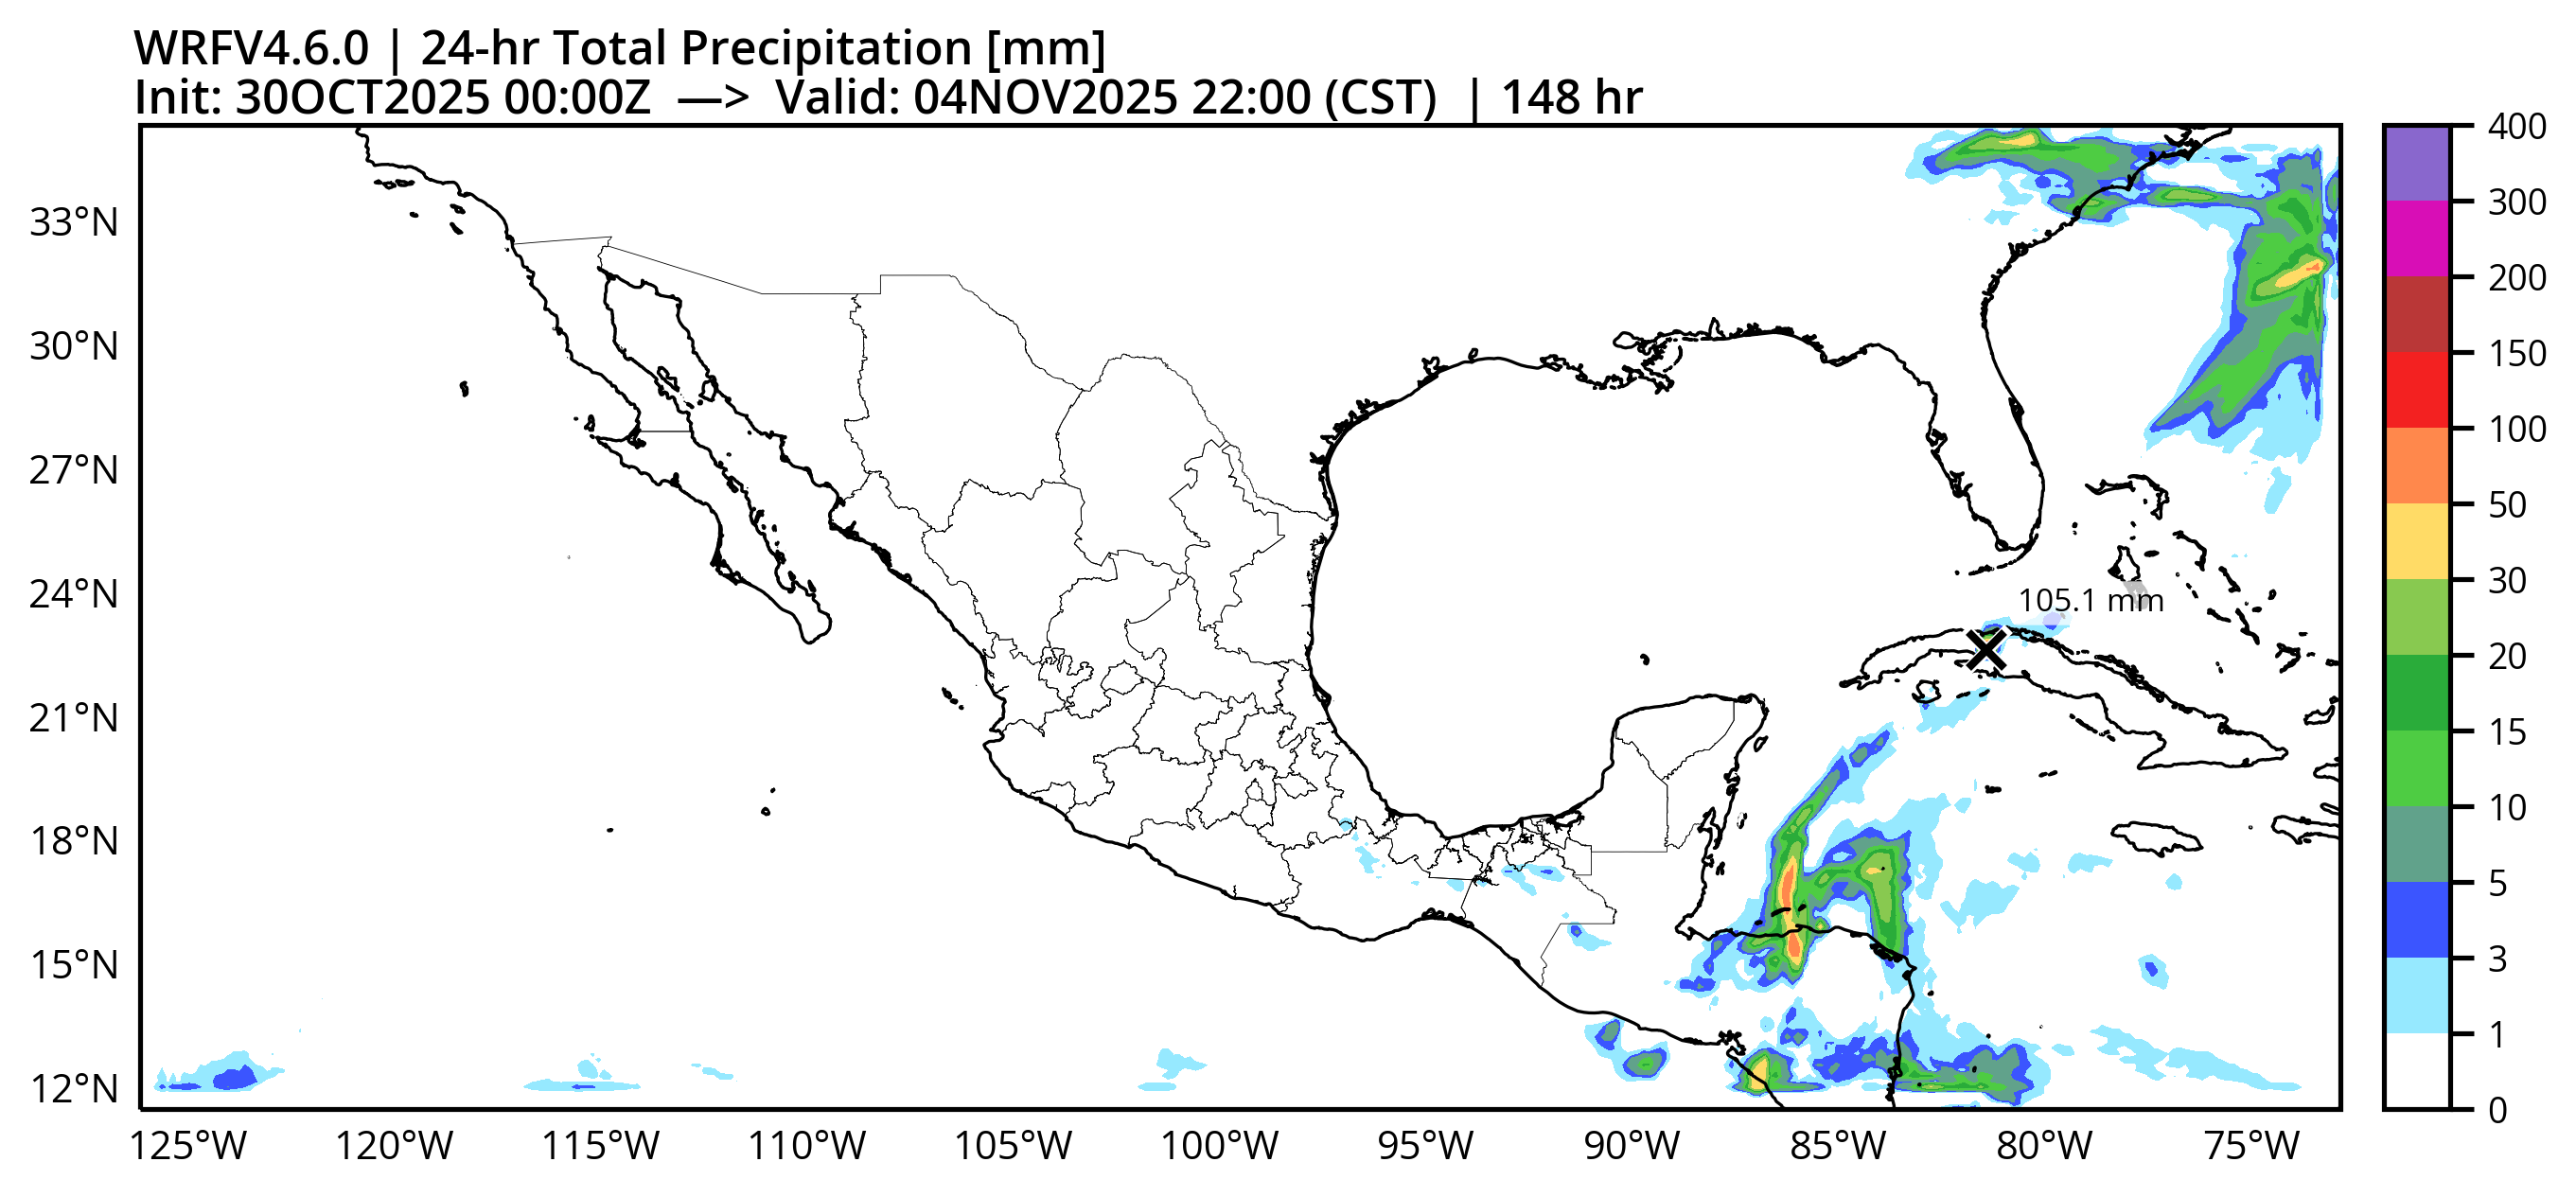 WRFV4.6.0 | 24-hr Total Precipitation [mm]
Init: 30OCT2025 00:00Z —> Valid: 04NOV2025 22:00 (CST) | 148 hr
33°N
30°N
27°N
24°N
21°N
18°N
15°N
12°N
125°W 120°W 115°W 110°W 105°W 100°W 95°W 90°W 85°W 80°W 75°W
105.1 mm
400
300
200
150
100
50
30
20
15
10
5
3
1
0